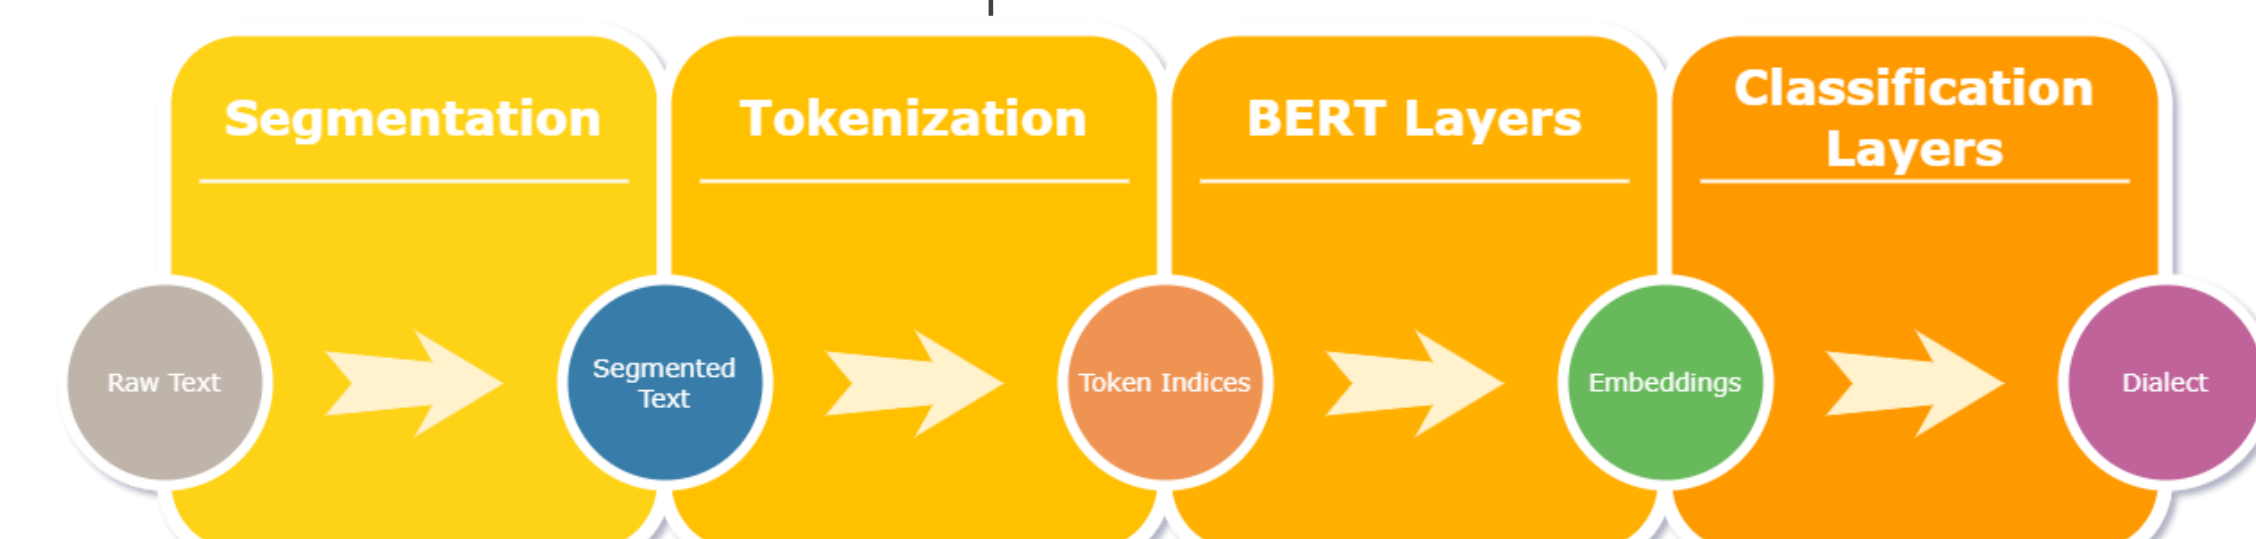 Segmentation
Tokenization
BERT Layers
Classification
Layers
Raw Text
Segmented
Text
Token Indices
Embeddings
Dialect